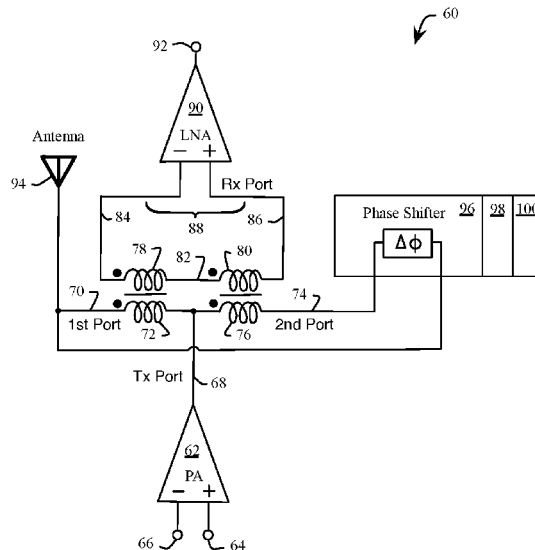 60
92
90
LNA
− +
Antenna
94
Rx Port
84
88
86
Phase Shifter 96 98 100
Δϕ
78
82
80
70
74
1st Port
72
76
2nd Port
Tx Port
68
62
PA
− +
66
64